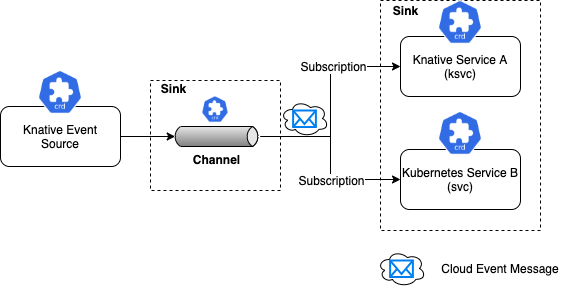 Sink
crd
Knative Service A
(ksvc)
Subscription
crd
Knative Event
Source
Sink
crd
Channel
crd
Kubernetes Service B
(svc)
Subscription
Cloud Event Message